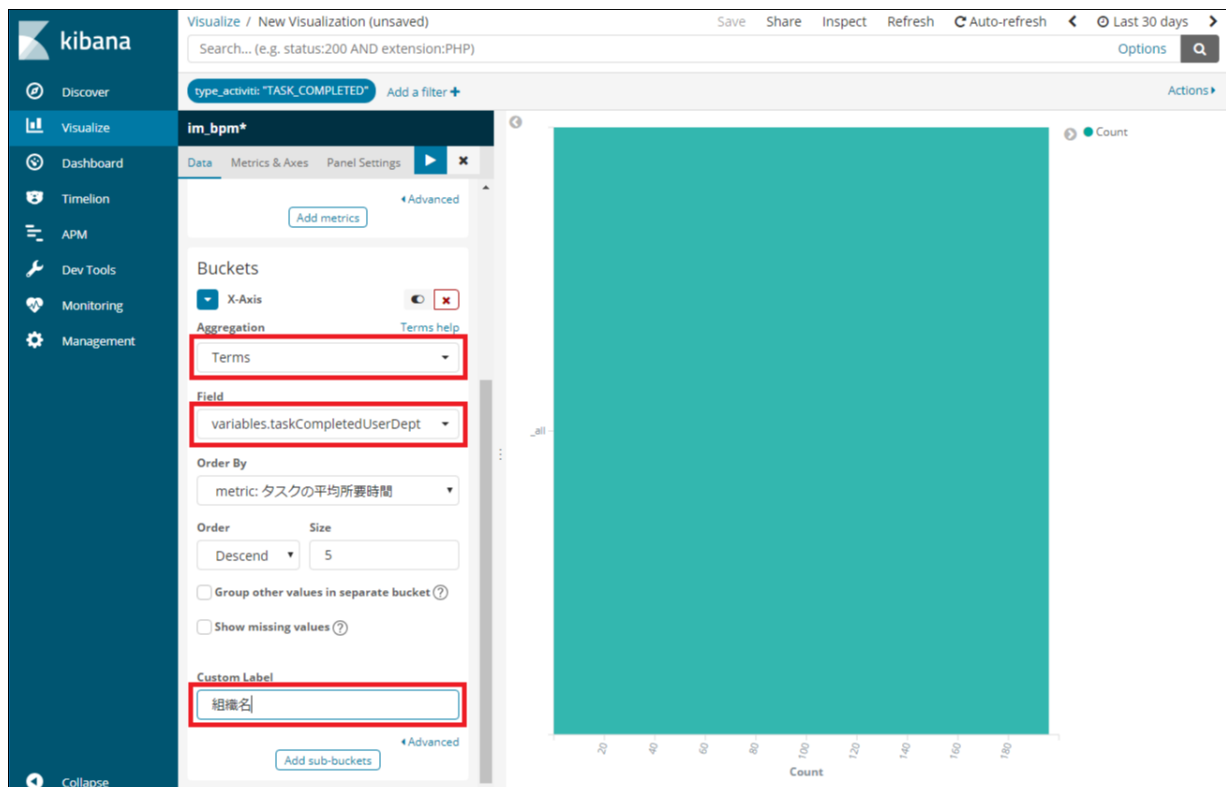 kibana
Discover
Visualize
Dashboard
Timelion
APM
Dev Tools
Monitoring
Management
Collapse
Visualize / New Visualization (unsaved)
Save Share Inspect Refresh Auto-refresh Last 30 days
Search... (e.g. status:200 AND extension:PHP)
Options
type_activiti: "TASK_COMPLETED" Add a filter +
Actions
im_bpm*
Data Metrics & Axes Panel Settings
Advanced
Add metrics
Buckets
X-Axis
Aggregation Terms help
Terms
Field
variables.taskCompletedUserDept
Order By
metric: タスクの平均所要時間
Order Size
Descend 5
Group other values in separate bucket ?
Show missing values ?
Custom Label
組織名
Advanced
Add sub-buckets
Count
_all
20 40 60 80 100 120 140 160 180
Count